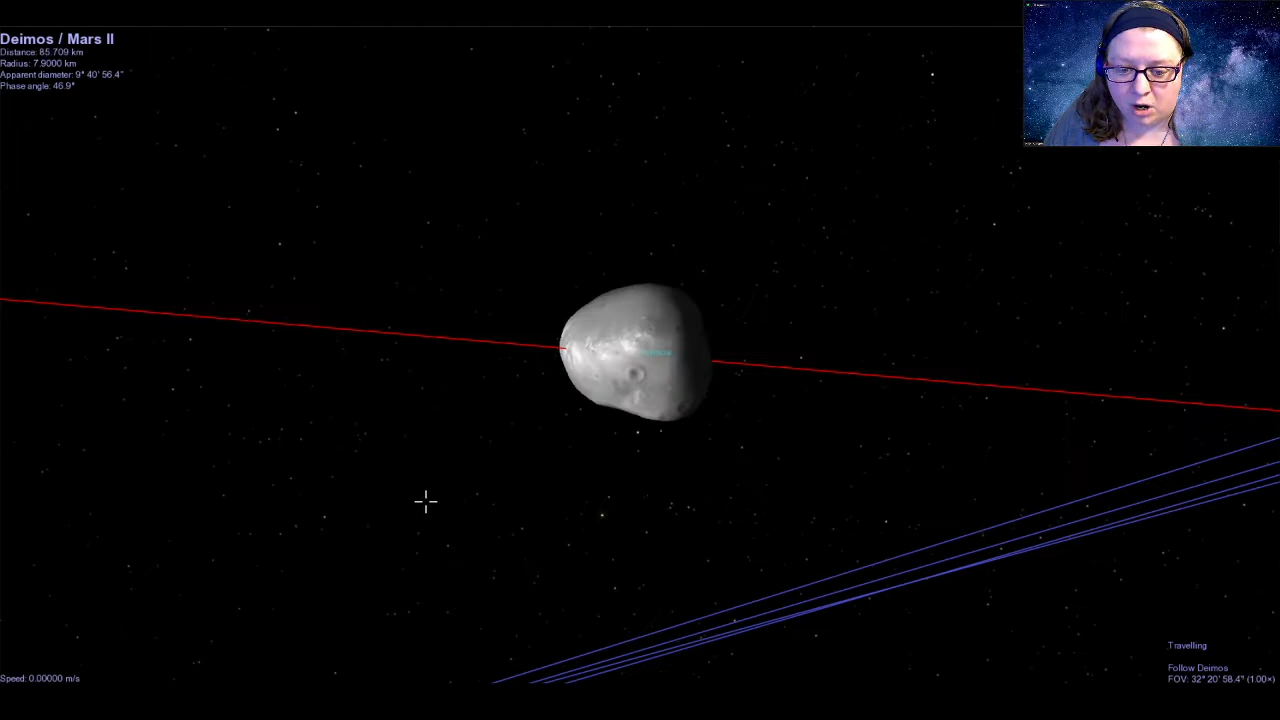 Deimos / Mars II
Distance: 85.709 km
Radius: 7.9000 km
Apparent diameter: 9° 40' 56.4"
Phase angle: 46.9°
Travelling
Follow Deimos
Speed: 0.00000 m/s
FOV: 32° 20' 58.4" (1.00×)